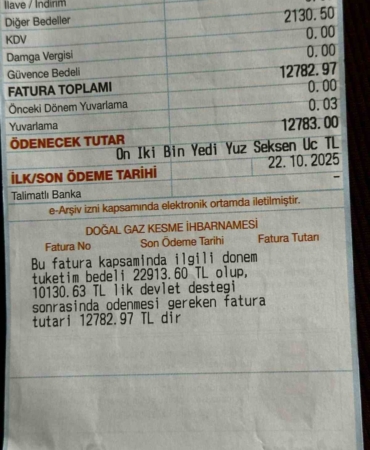 İlave / İndirim
Diğer Bedeller 2130.50
KDV 0.00
Damga Vergisi 0.00
Güvence Bedeli 12782.97
FATURA TOPLAMI 0.00
Önceki Dönem Yuvarlama 0.03
Yuvarlama 12783.00
ÖDENECEK TUTAR
On Iki Bin Yedi Yuz Seksen Uc TL
İLK/SON ÖDEME TARİHİ 22.10.2025
Talimatlı Banka -
e-Arşiv izni kapsamında elektronik ortamda iletilmiştir.
DOĞAL GAZ KESME İHBARNAMESİ
Fatura No Son Ödeme Tarihi Fatura Tutarı
Bu fatura kapsaminda ilgili donem
tuketim bedeli 22913.60 TL olup,
10130.63 TL lik devlet destegi
sonrasinda odenmesi gereken fatura
tutari 12782.97 TL dir